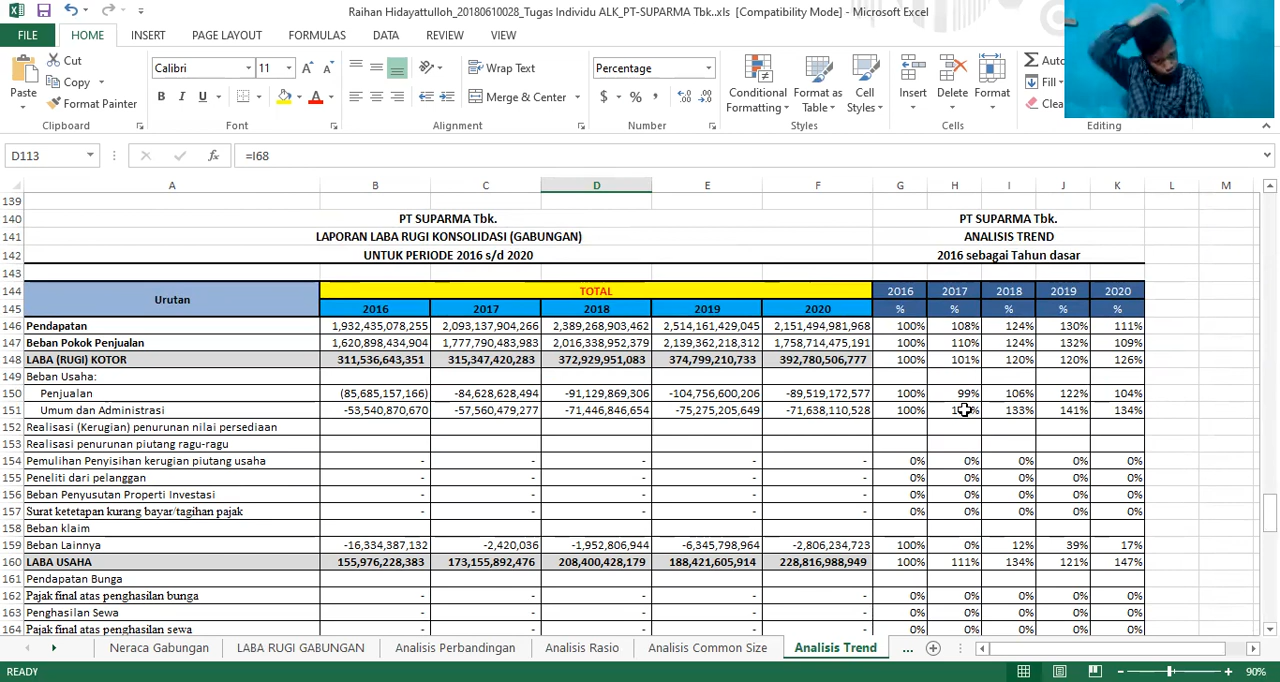 Raihan Hidayattulloh_20180610028_Tugas Individu ALK_PT-SUPARMA Tbk..xls [Compatibility Mode] - Microsoft Excel
FILE HOME INSERT PAGE LAYOUT FORMULAS DATA REVIEW VIEW
Cut Calibri 11 Wrap Text Percentage Auto
Copy Fill
Paste Format Painter B I U Merge & Center $ % , Conditional Formatting Format as Table Cell Styles Insert Delete Format Clea
Clipboard Font Alignment Number Styles Cells Editing
D113 fx =I68
A B C D E F G H I J K L M
139
140 PT SUPARMA Tbk. PT SUPARMA Tbk.
141 LAPORAN LABA RUGI KONSOLIDASI (GABUNGAN) ANALISIS TREND
142 UNTUK PERIODE 2016 s/d 2020 2016 sebagai Tahun dasar
143
144 Urutan TOTAL 2016 2017 2018 2019 2020
145 2016 2017 2018 2019 2020 % % % % %
146 Pendapatan 1,932,435,078,255 2,093,137,904,266 2,389,268,903,462 2,514,161,429,045 2,151,494,981,968 100% 108% 124% 130% 111%
147 Beban Pokok Penjualan 1,620,898,434,904 1,777,790,483,983 2,016,338,952,379 2,139,362,218,312 1,758,714,475,191 100% 110% 124% 132% 109%
148 LABA (RUGI) KOTOR 311,536,643,351 315,347,420,283 372,929,951,083 374,799,210,733 392,780,506,777 100% 101% 120% 120% 126%
149 Beban Usaha:
150 Penjualan (85,685,157,166) -84,628,628,494 -91,129,869,306 -104,756,600,206 -89,519,172,577 100% 99% 106% 122% 104%
151 Umum dan Administrasi -53,540,870,670 -57,560,479,277 -71,446,846,654 -75,275,205,649 -71,638,110,528 100% 133% 141% 134%
152 Realisasi (Kerugian) penurunan nilai persediaan
153 Realisasi penurunan piutang ragu-ragu
154 Pemulihan Penyisihan kerugian piutang usaha - - - - - 0% 0% 0% 0% 0%
155 Peneliti dari pelanggan - - - - - 0% 0% 0% 0% 0%
156 Beban Penyusutan Properti Investasi - - - - - 0% 0% 0% 0% 0%
157 Surat ketetapan kurang bayar/tagihan pajak - - - - - 0% 0% 0% 0% 0%
158 Beban klaim
159 Beban Lainnya -16,334,387,132 -2,420,036 -1,952,806,944 -6,345,798,964 -2,806,234,723 100% 0% 12% 39% 17%
160 LABA USAHA 155,976,228,383 173,155,892,476 208,400,428,179 188,421,605,914 228,816,988,949 100% 111% 134% 121% 147%
161 Pendapatan Bunga
162 Pajak final atas penghasilan bunga - - - - - 0% 0% 0% 0% 0%
163 Penghasilan Sewa - - - - - 0% 0% 0% 0% 0%
164 Pajak final atas penghasilan sewa - - - - - 0% 0% 0% 0% 0%
Neraca Gabungan LABA RUGI GABUNGAN Analisis Perbandingan Analisis Rasio Analisis Common Size Analisis Trend ...
READY 90%